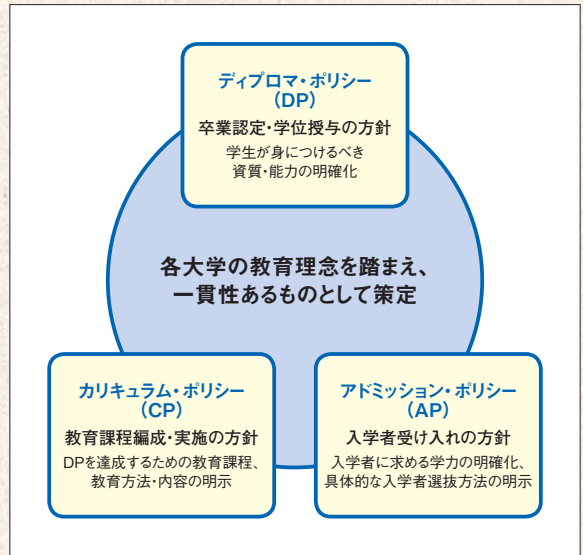 ディプロマ・ポリシー
（DP）
卒業認定・学位授与の方針
学生が身につけるべき
資質・能力の明確化
各大学の教育理念を踏まえ、
一貫性あるものとして策定
カリキュラム・ポリシー
（CP）
教育課程編成・実施の方針
DPを達成するための教育課程、
教育方法・内容の明示
アドミッション・ポリシー
（AP）
入学者受け入れの方針
入学者に求める学力の明確化、
具体的な入学者選抜方法の明示